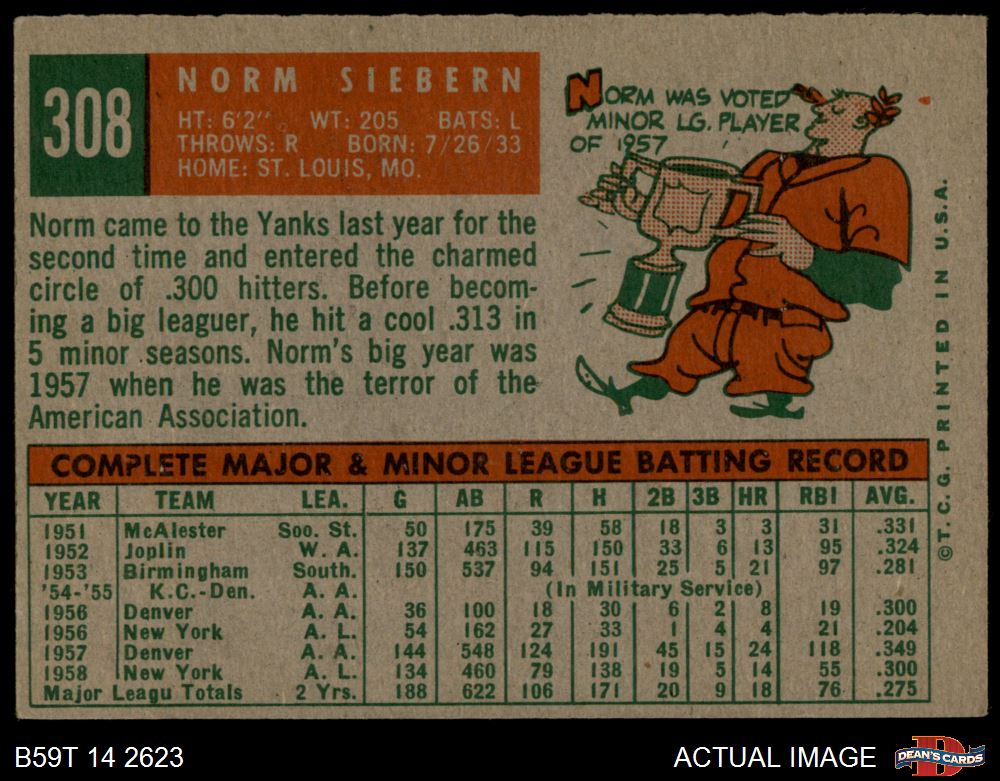 308
NORM SIEBERN
HT: 6'2" WT: 205 BATS: L
THROWS: R BORN: 7/26/33
HOME: ST. LOUIS, MO.
NORM WAS VOTED
MINOR LG. PLAYER
OF 1957
Norm came to the Yanks last year for the
second time and entered the charmed
circle of .300 hitters. Before becom-
ing a big leaguer, he hit a cool .313 in
5 minor seasons. Norm's big year was
1957 when he was the terror of the
American Association.
COMPLETE MAJOR & MINOR LEAGUE BATTING RECORD
YEAR TEAM LEA. G AB R H 2B 3B HR RBI AVG.
1951 McAlester Soo. St. 50 175 39 58 18 3 3 31 .331
1952 Joplin W. A. 137 463 115 150 33 6 13 95 .324
1953 Birmingham South. 150 537 94 151 25 5 21 97 .281
'54-'55 K.C.-Den. A. A. (In Military Service)
1956 Denver A. A. 36 100 18 30 6 2 8 19 .300
1956 New York A. L. 54 162 27 33 1 4 4 21 .204
1957 Denver A. A. 144 548 124 191 45 15 24 118 .349
1958 New York A. L. 134 460 79 138 19 5 14 55 .300
Major Leagu Totals 2 Yrs. 188 622 106 171 20 9 18 76 .275
© T. C. G. PRINTED IN U.S.A.
B59T 14 2623
ACTUAL IMAGE
D
DEAN'S CARDS